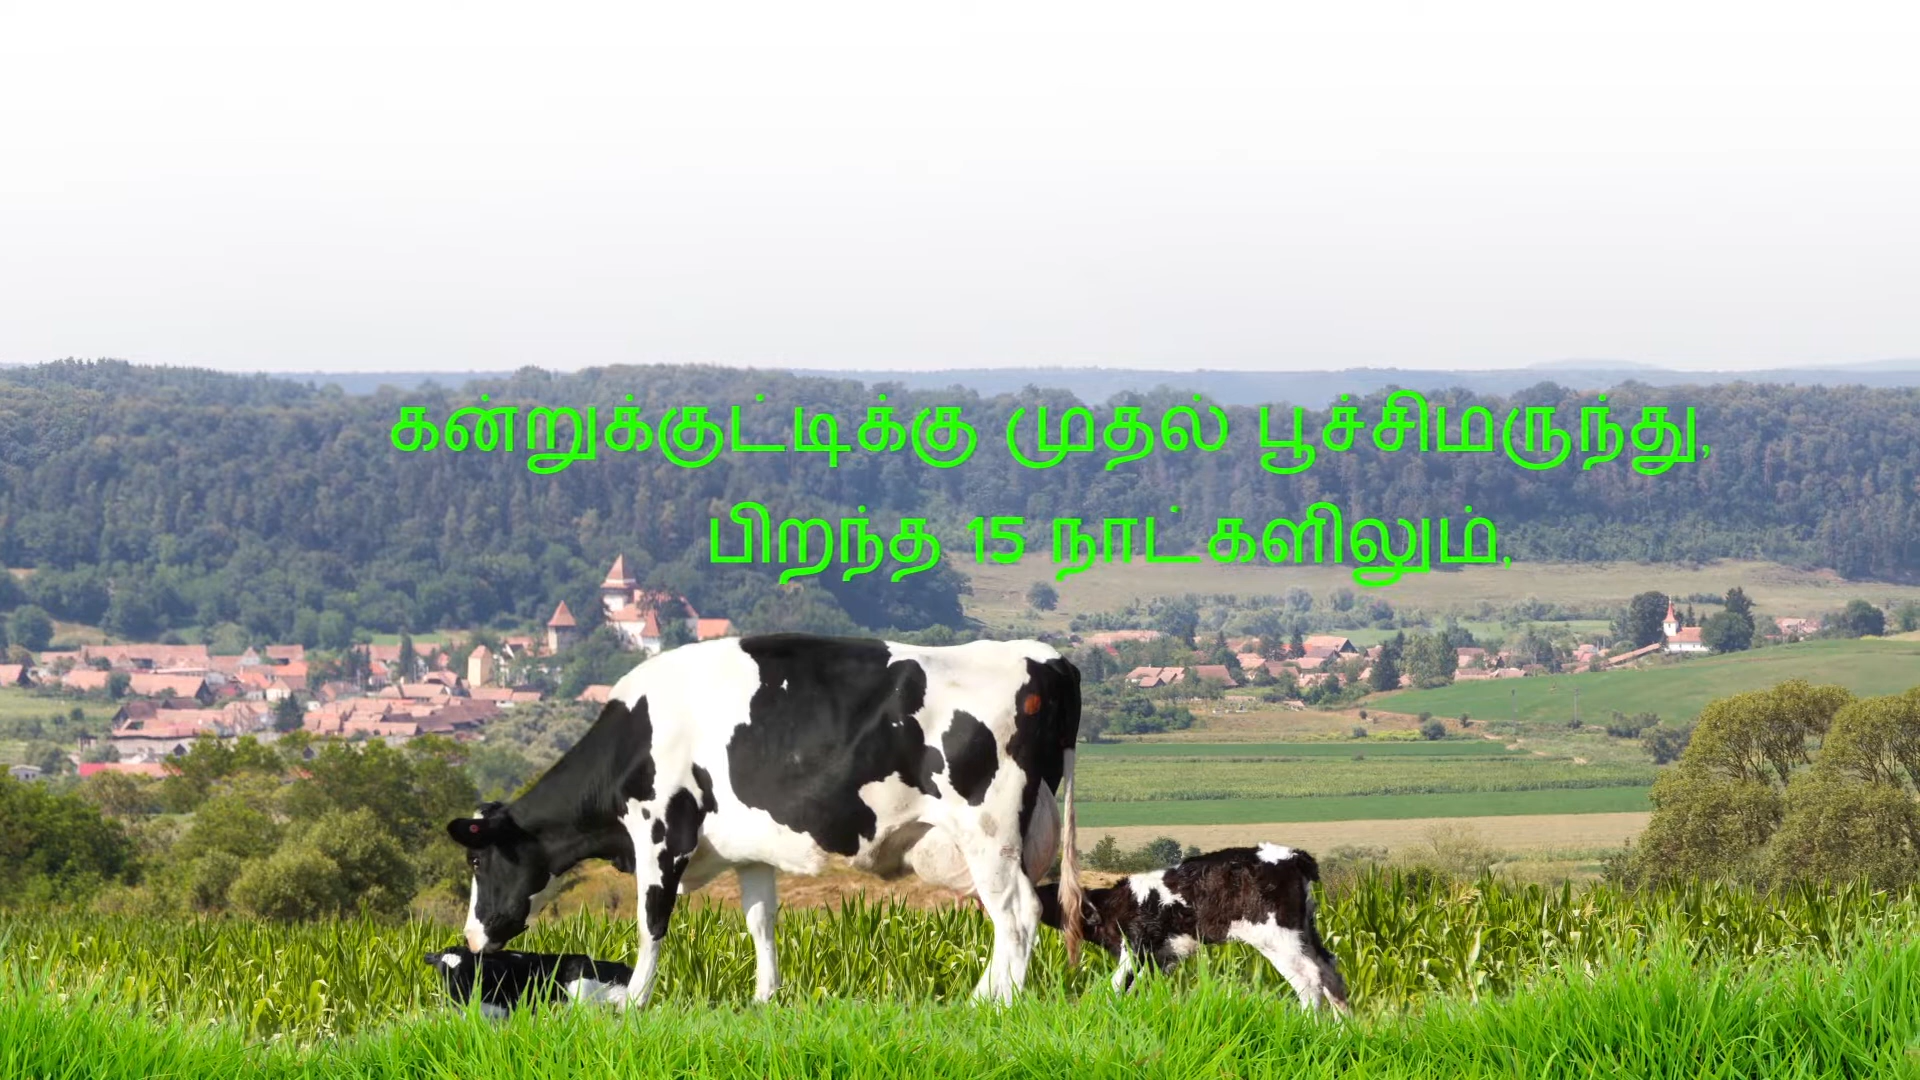 கன்றுக்குட்டிக்கு முதல் பூச்சிமருந்து,
பிறந்த 15 நாட்களிலும்,